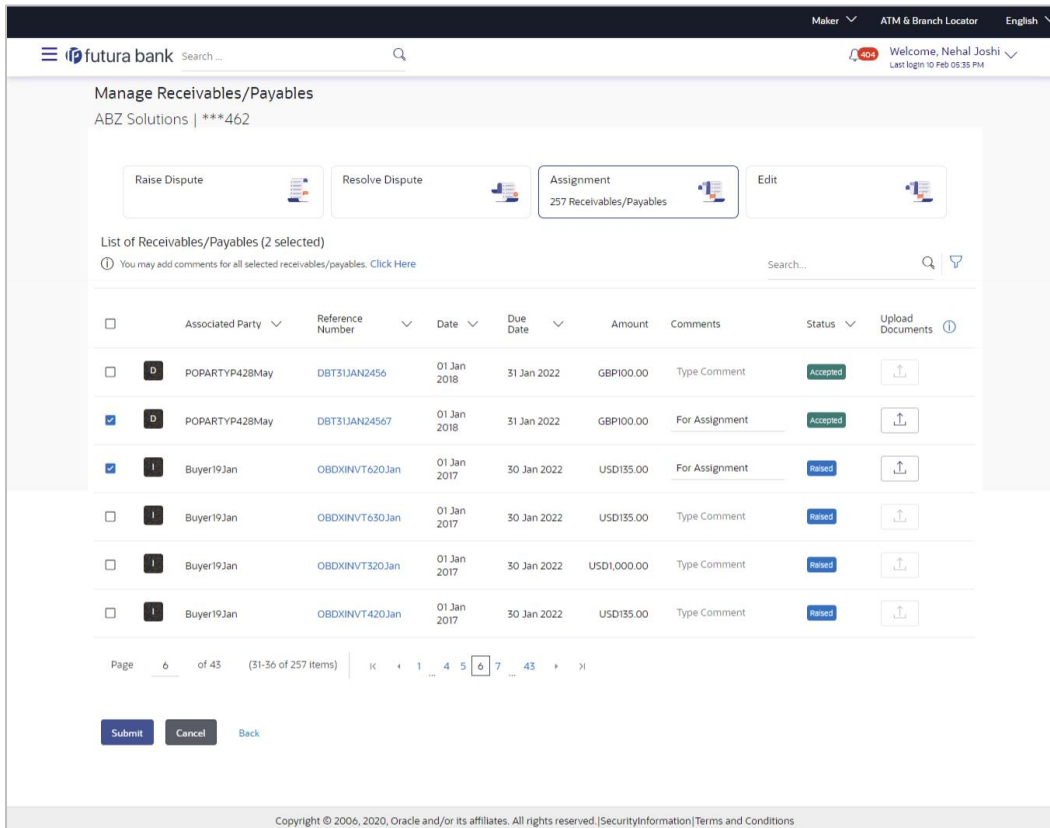 Maker ATM & Branch Locator English
futura bank Search ... 404 Welcome, Nehal Joshi
Last login 10 Feb 05:35 PM
Manage Receivables/Payables
ABZ Solutions | ***462
Raise Dispute Resolve Dispute Assignment Edit
257 Receivables/Payables
List of Receivables/Payables (2 selected)
You may add comments for all selected receivables/payables. Click Here Search...
Associated Party Reference Number Date Due Date Amount Comments Status Upload Documents
D POPARTYP428May DBT31JAN2456 01 Jan 2018 31 Jan 2022 GBP100.00 Type Comment Accepted
D POPARTYP428May DBT31JAN24567 01 Jan 2018 31 Jan 2022 GBP100.00 For Assignment Accepted
I Buyer19Jan OBDXINVT620Jan 01 Jan 2017 30 Jan 2022 USD135.00 For Assignment Raised
I Buyer19Jan OBDXINVT630Jan 01 Jan 2017 30 Jan 2022 USD135.00 Type Comment Raised
I Buyer19Jan OBDXINVT320Jan 01 Jan 2017 30 Jan 2022 USD1,000.00 Type Comment Raised
I Buyer19Jan OBDXINVT420Jan 01 Jan 2017 30 Jan 2022 USD135.00 Type Comment Raised
Page 6 of 43 (31-36 of 257 items) 1 ... 4 5 6 7 ... 43
Submit Cancel Back
Copyright © 2006, 2020, Oracle and/or its affiliates. All rights reserved.|SecurityInformation|Terms and Conditions